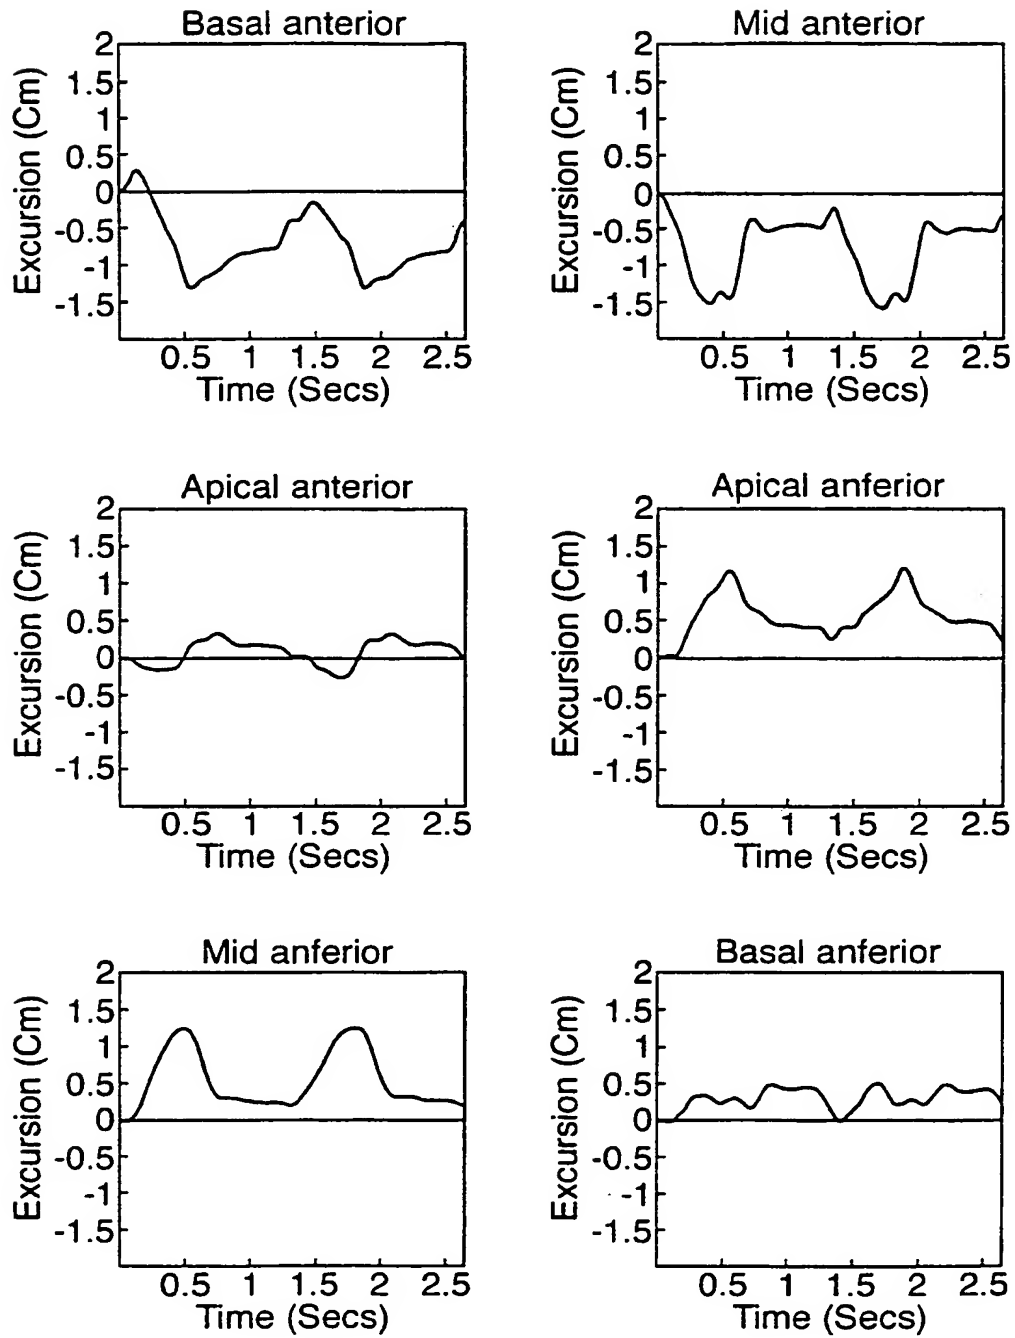 Basal anterior
Excursion (Cm)
2
1.5
1
0.5
0
-0.5
-1
-1.5
0.5 1 1.5 2 2.5
Time (Secs)
Mid anterior
Excursion (Cm)
2
1.5
1
0.5
0
-0.5
-1
-1.5
0.5 1 1.5 2 2.5
Time (Secs)
Apical anterior
Excursion (Cm)
2
1.5
1
0.5
0
-0.5
-1
-1.5
0.5 1 1.5 2 2.5
Time (Secs)
Apical anferior
Excursion (Cm)
2
1.5
1
0.5
0
-0.5
-1
-1.5
0.5 1 1.5 2 2.5
Time (Secs)
Mid anferior
Excursion (Cm)
2
1.5
1
0.5
0
-0.5
-1
-1.5
0.5 1 1.5 2 2.5
Time (Secs)
Basal anferior
Excursion (Cm)
2
1.5
1
0.5
0
-0.5
-1
-1.5
0.5 1 1.5 2 2.5
Time (Secs)